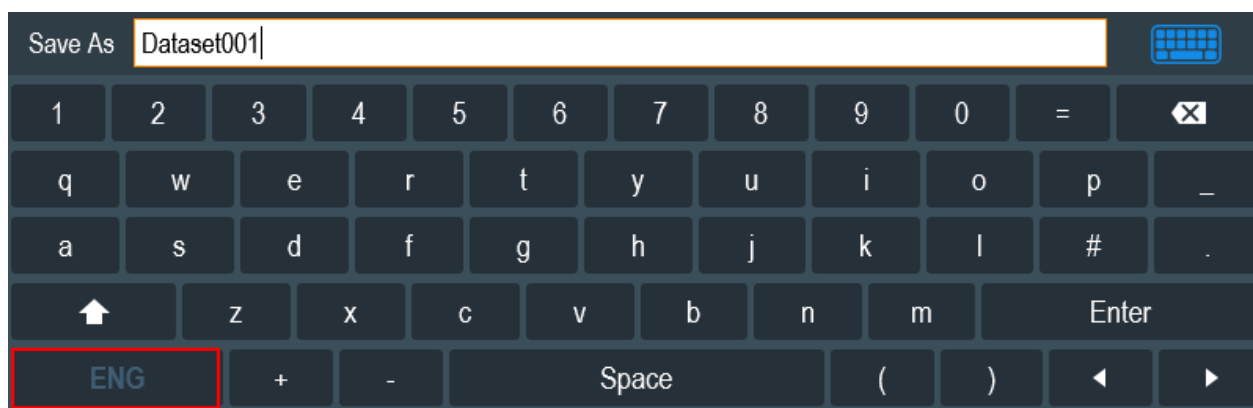 Save As Dataset001
1 2 3 4 5 6 7 8 9 0 =
q w e r t y u i o p _
a s d f g h j k l # .
z x c v b n m Enter
ENG + - Space ( )